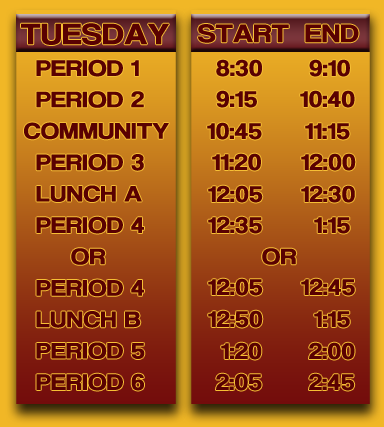 TUESDAY START END
PERIOD 1 8:30 9:10
PERIOD 2 9:15 10:40
COMMUNITY 10:45 11:15
PERIOD 3 11:20 12:00
LUNCH A 12:05 12:30
PERIOD 4 12:35 1:15
OR OR
PERIOD 4 12:05 12:45
LUNCH B 12:50 1:15
PERIOD 5 1:20 2:00
PERIOD 6 2:05 2:45